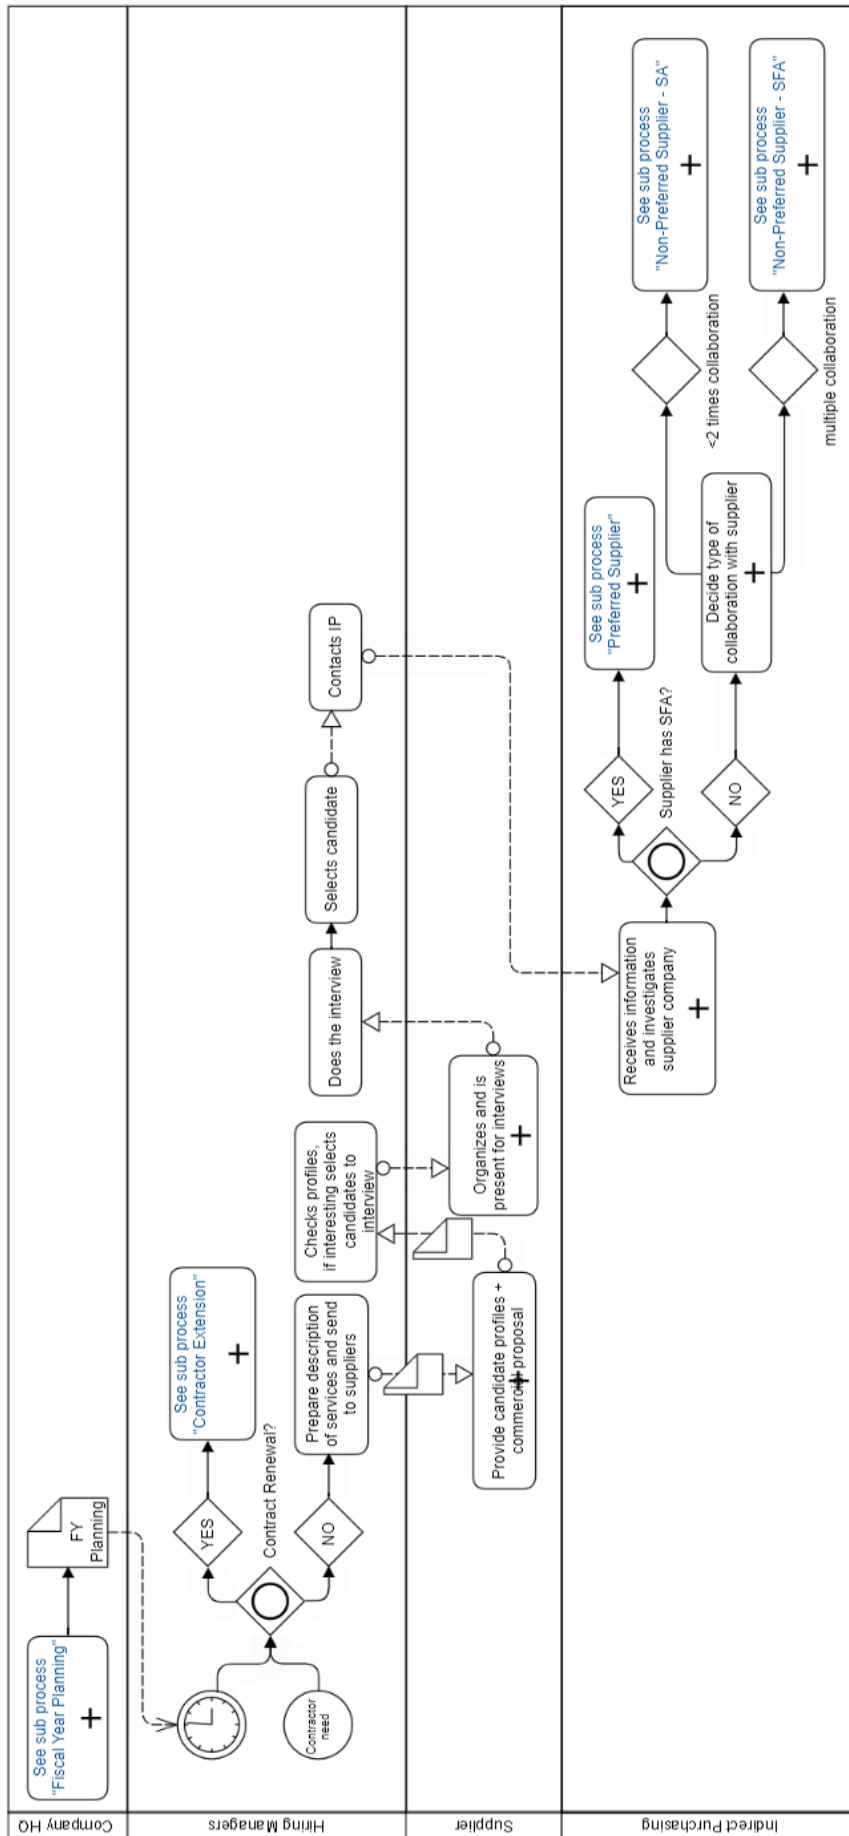 Company HQ
See sub process
"Fiscal Year Planning"
FY
Planning
Hiring Managers
Contractor
need
Contract Renewal?
YES
NO
See sub process
"Contractor Extension"
Prepare description
of services and send
to suppliers
Checks profiles,
if interesting selects
candidates to
interview
Does the interview
Selects candidate
Contacts IP
Supplier
Provide candidate profiles +
commercial proposal
Organizes and is
present for interviews
Indirect Purchasing
Receives information
and investigates
supplier company
Supplier has SFA?
YES
NO
See sub process
"Preferred Supplier"
Decide type of
collaboration with supplier
<2 times collaboration
multiple collaboration
See sub process
"Non-Preferred Supplier - SA"
See sub process
"Non-Preferred Supplier - SFA"